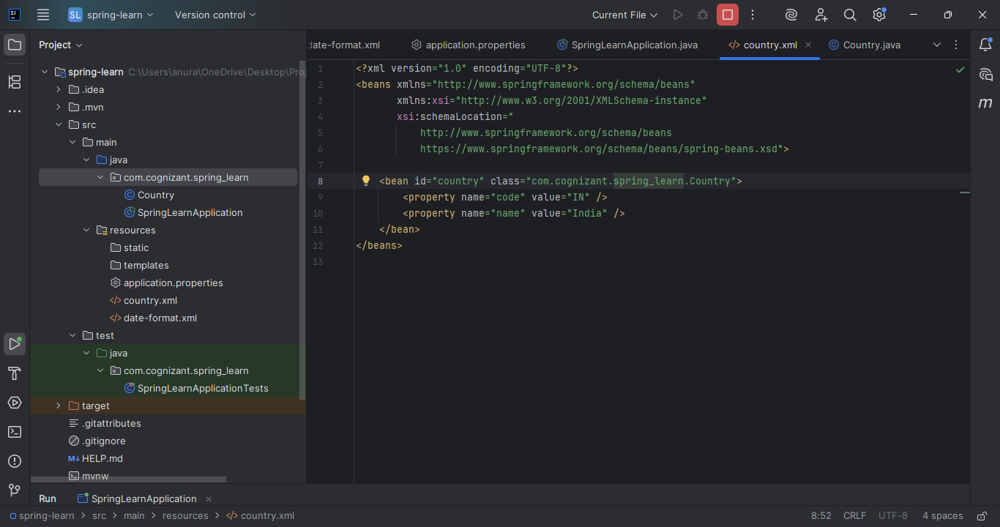 SL spring-learn Version control Current File
Project
date-format.xml application.properties SpringLearnApplication.java country.xml Country.java
spring-learn C:\Users\anura\OneDrive\Desktop\Proj
.idea
.mvn
src
main
java
com.cognizant.spring_learn
Country
SpringLearnApplication
resources
static
templates
application.properties
country.xml
date-format.xml
test
java
com.cognizant.spring_learn
SpringLearnApplicationTests
target
.gitattributes
.gitignore
M↓ HELP.md
mvnw
1 <?xml version="1.0" encoding="UTF-8"?>
2 <beans xmlns="http://www.springframework.org/schema/beans"
3 xmlns:xsi="http://www.w3.org/2001/XMLSchema-instance"
4 xsi:schemaLocation="
5 http://www.springframework.org/schema/beans
6 https://www.springframework.org/schema/beans/spring-beans.xsd">
7
8 <bean id="country" class="com.cognizant.spring_learn.Country">
9 <property name="code" value="IN" />
10 <property name="name" value="India" />
11 </bean>
12 </beans>
13
m
Run SpringLearnApplication
spring-learn > src > main > resources > country.xml 8:52 CRLF UTF-8 4 spaces